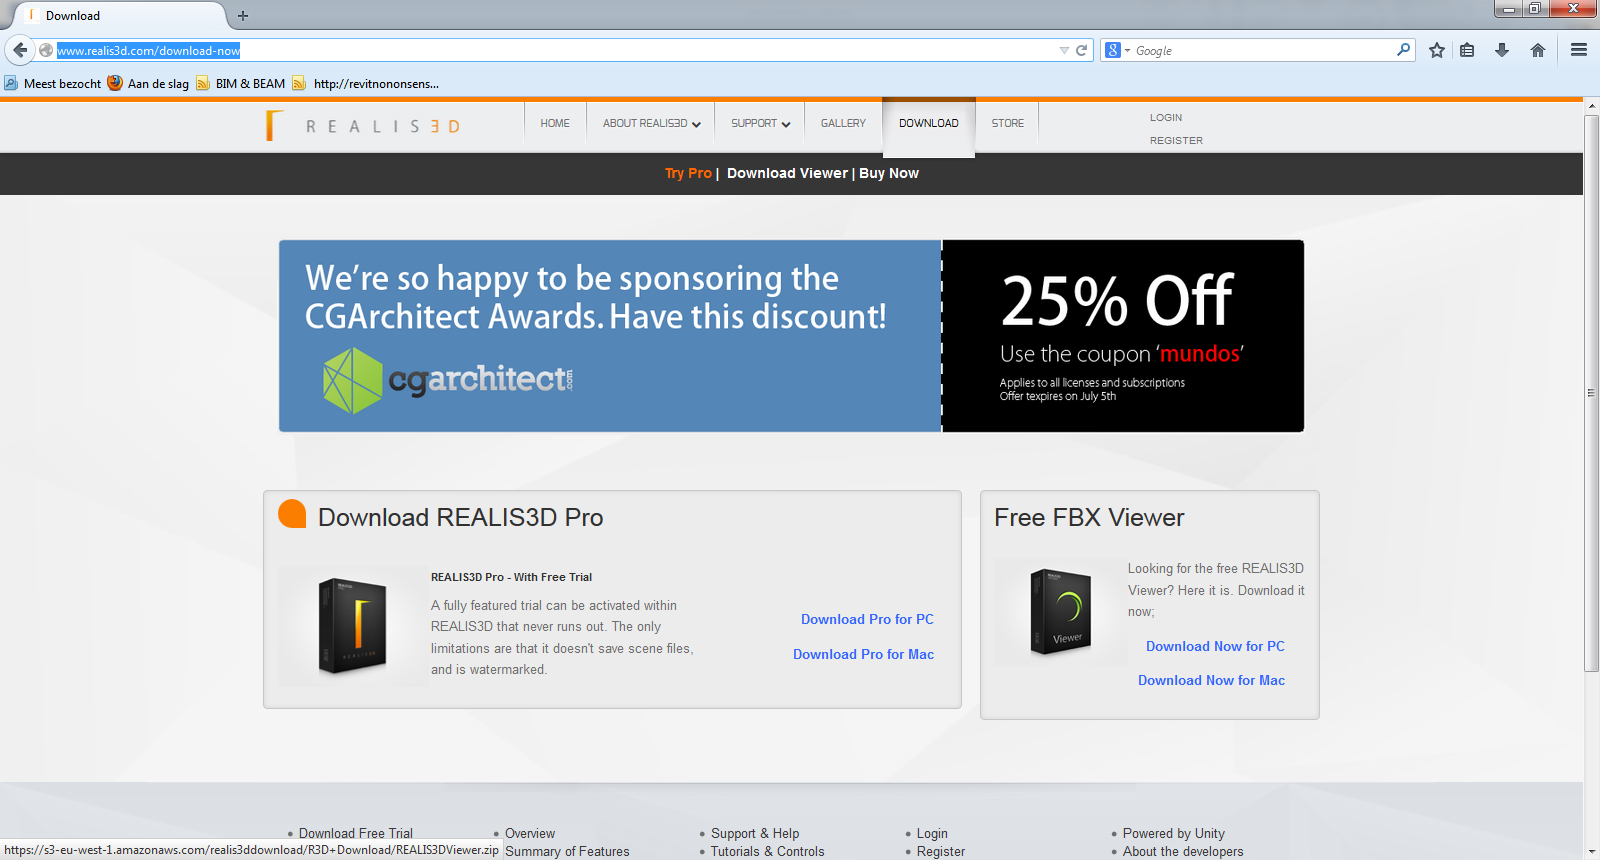 Download
www.realis3d.com/download-now
Google
Meest bezocht Aan de slag BIM & BEAM http://revitnononsens...
REALIS3D
HOME ABOUT REALIS3D SUPPORT GALLERY DOWNLOAD STORE
LOGIN
REGISTER
Try Pro | Download Viewer | Buy Now
We're so happy to be sponsoring the
CGArchitect Awards. Have this discount!
cgarchitect.com
25% Off
Use the coupon 'mundos'
Applies to all licenses and subscriptions
Offer texpires on July 5th
Download REALIS3D Pro
REALIS3D Pro - With Free Trial
A fully featured trial can be activated within
REALIS3D that never runs out. The only
limitations are that it doesn't save scene files,
and is watermarked.
Download Pro for PC
Download Pro for Mac
Free FBX Viewer
Viewer
Looking for the free REALIS3D
Viewer? Here it is. Download it
now;
Download Now for PC
Download Now for Mac
Download Free Trial
Overview
Summary of Features
Support & Help
Tutorials & Controls
Login
Register
Powered by Unity
About the developers
https://s3-eu-west-1.amazonaws.com/realis3ddownload/R3D+Download/REALIS3DViewer.zip